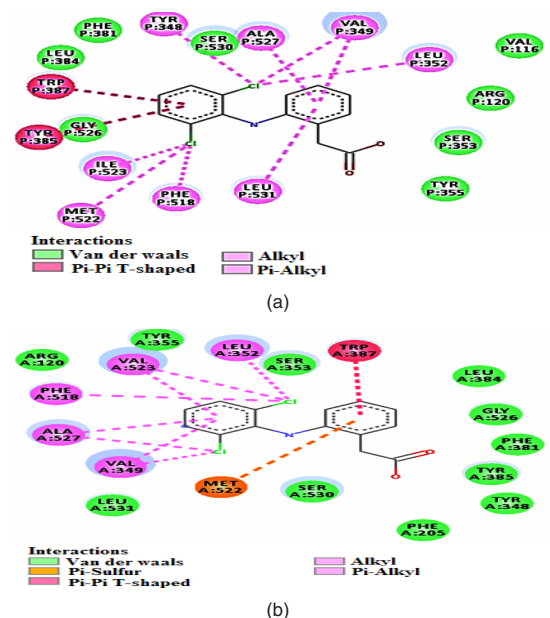 TYR
P:348
PHE
P:381
SER
P:530
ALA
P:527
VAL
P:349
LEU
P:384
LEU
P:352
VAL
P:116
TRP
P:387
Cl
ARG
P:120
TYR
P:385
GLY
P:526
N
Cl
O
O
SER
P:353
ILE
P:523
TYR
P:355
MET
P:522
PHE
P:518
LEU
P:531
Interactions
Van der waals
Alkyl
Pi-Pi T-shaped
Pi-Alkyl
(a)
TYR
A:355
LEU
A:352
TRP
A:387
ARG
A:120
VAL
A:523
SER
A:353
LEU
A:384
PHE
A:518
Cl
GLY
A:526
ALA
A:527
N
PHE
A:381
Cl
O
O
VAL
A:349
MET
A:522
SER
A:530
TYR
A:385
LEU
A:531
TYR
A:348
PHE
A:205
Interactions
Van der waals
Alkyl
Pi-Sulfur
Pi-Alkyl
Pi-Pi T-shaped
(b)